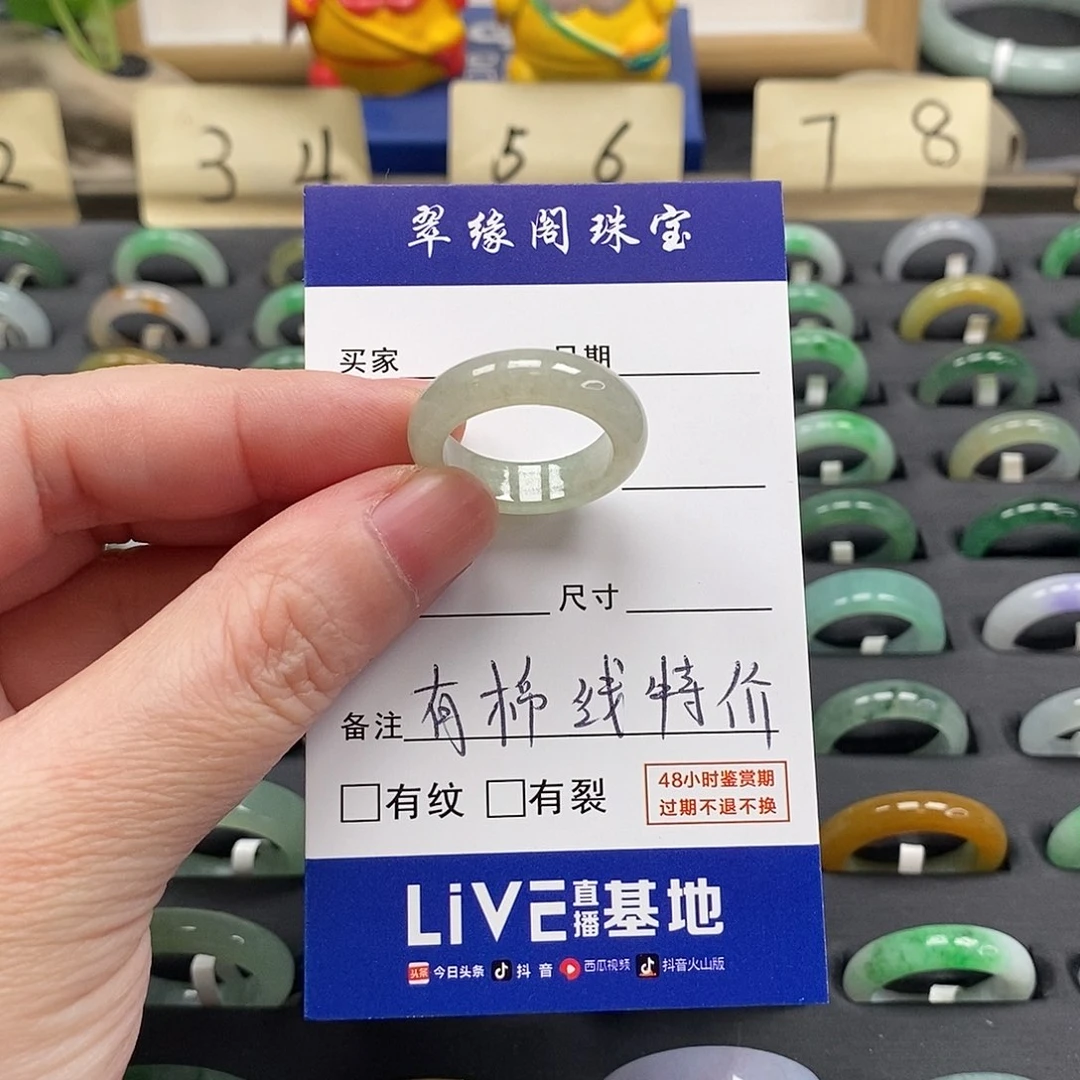 2
3 4
5 6
7 8
翠缘阁珠宝
买家 日期
尺寸
备注 有棉线特价
有纹 有裂
48小时鉴赏期
过期不退不换
LiVE直播基地
头条 今日头条 抖音 西瓜视频 抖音火山版